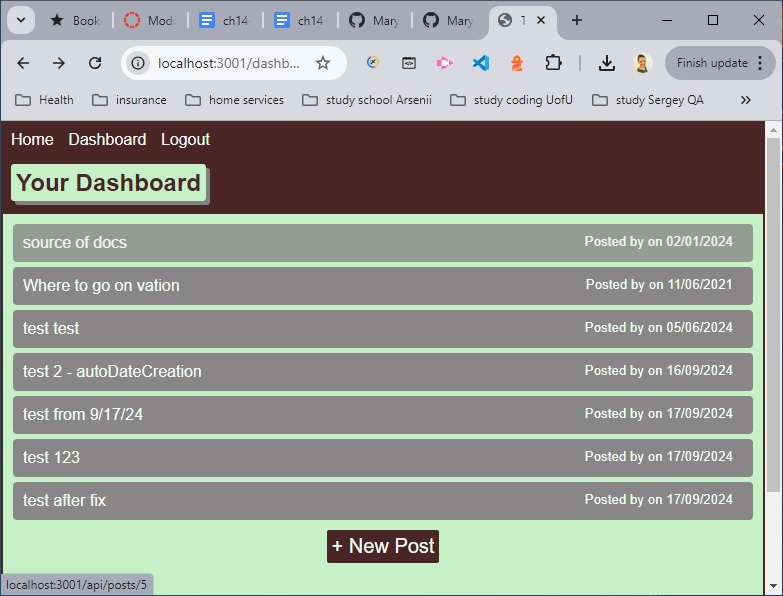 Book
Mod
ch14
ch14
Mary
Mary
localhost:3001/dashb...
Finish update
Health insurance home services study school Arsenii study coding UofU study Sergey QA
Home Dashboard Logout
Your Dashboard
source of docs Posted by on 02/01/2024
Where to go on vation Posted by on 11/06/2021
test test Posted by on 05/06/2024
test 2 - autoDateCreation Posted by on 16/09/2024
test from 9/17/24 Posted by on 17/09/2024
test 123 Posted by on 17/09/2024
test after fix Posted by on 17/09/2024
+ New Post
localhost:3001/api/posts/5